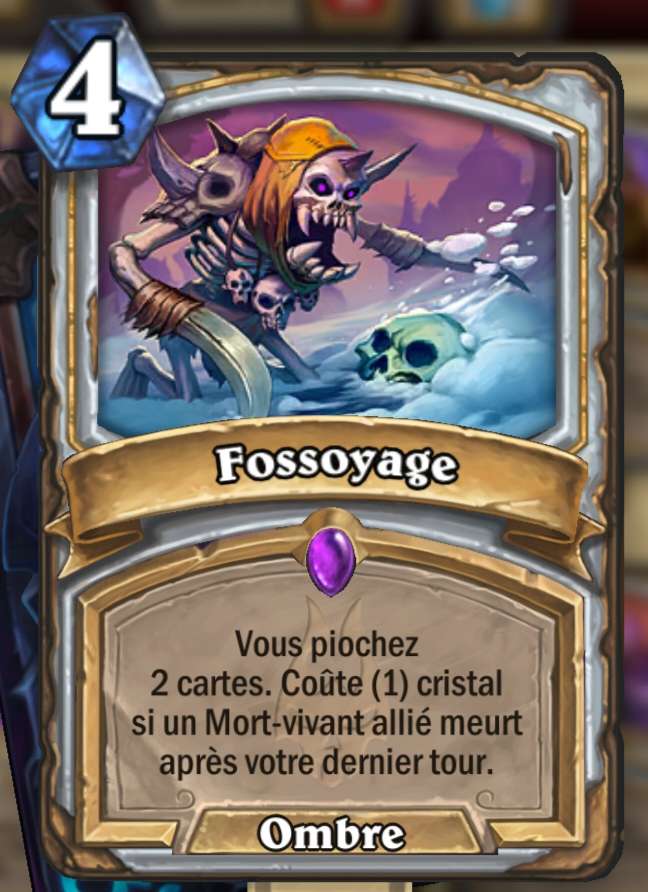 4
Fossoyage
Vous piochez
2 cartes. Coûte (1) cristal
si un Mort-vivant allié meurt
après votre dernier tour.
Ombre